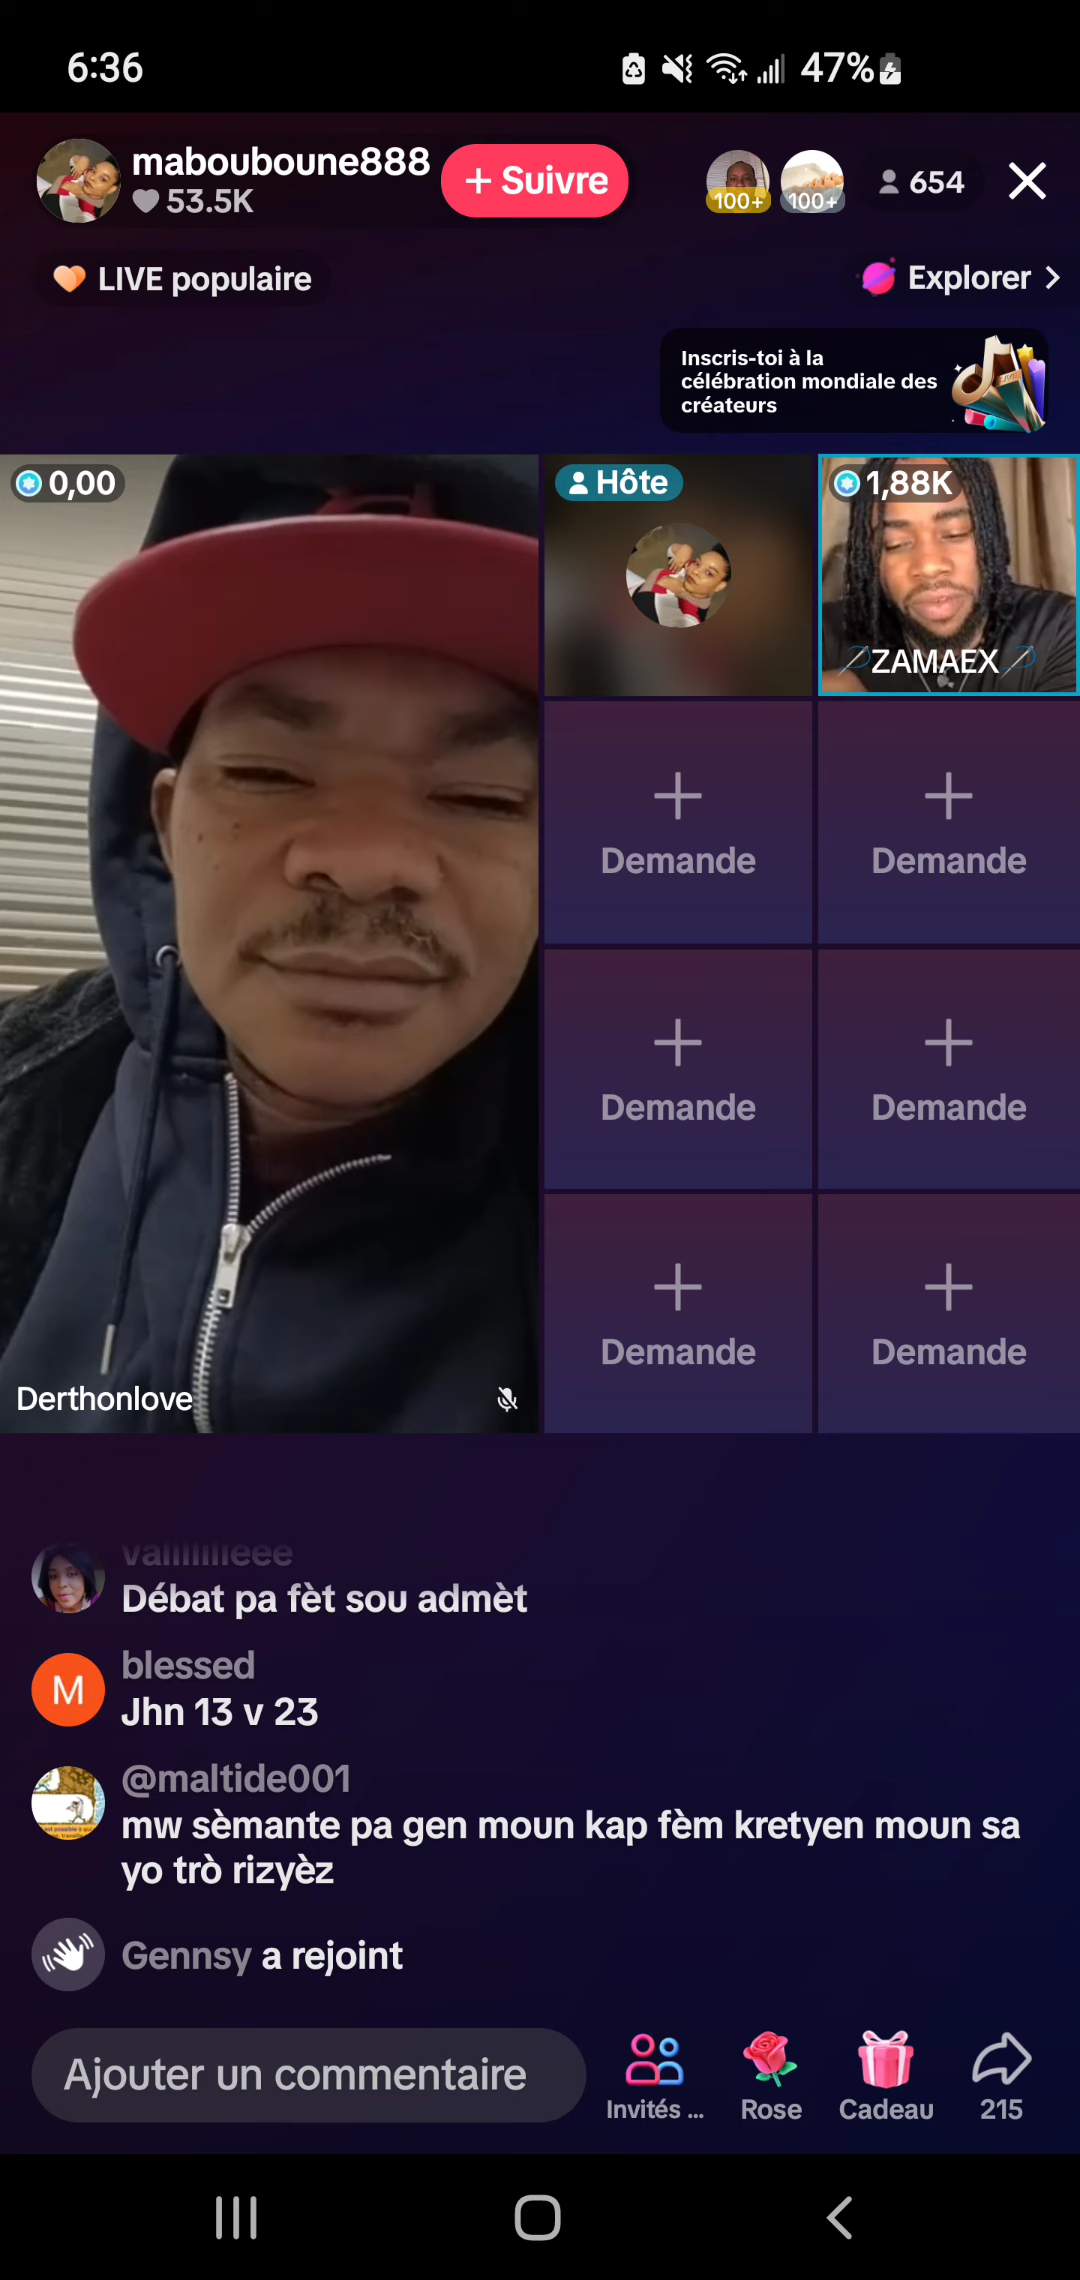 6:36
47%
mabouboune888
53.5K
+ Suivre
100+
100+
654
LIVE populaire
Explorer
Inscris-toi à la
célébration mondiale des
créateurs
0,00
Hôte
1,88K
ZAMAEX
Demande
Demande
Demande
Demande
Demande
Demande
Derthonlove
Débat pa fèt sou admèt
M
blessed
Jhn 13 v 23
@maltide001
mw sèmante pa gen moun kap fèm kretyen moun sa
yo trò rizyèz
Gennsy a rejoint
Ajouter un commentaire
Invités ...
Rose
Cadeau
215